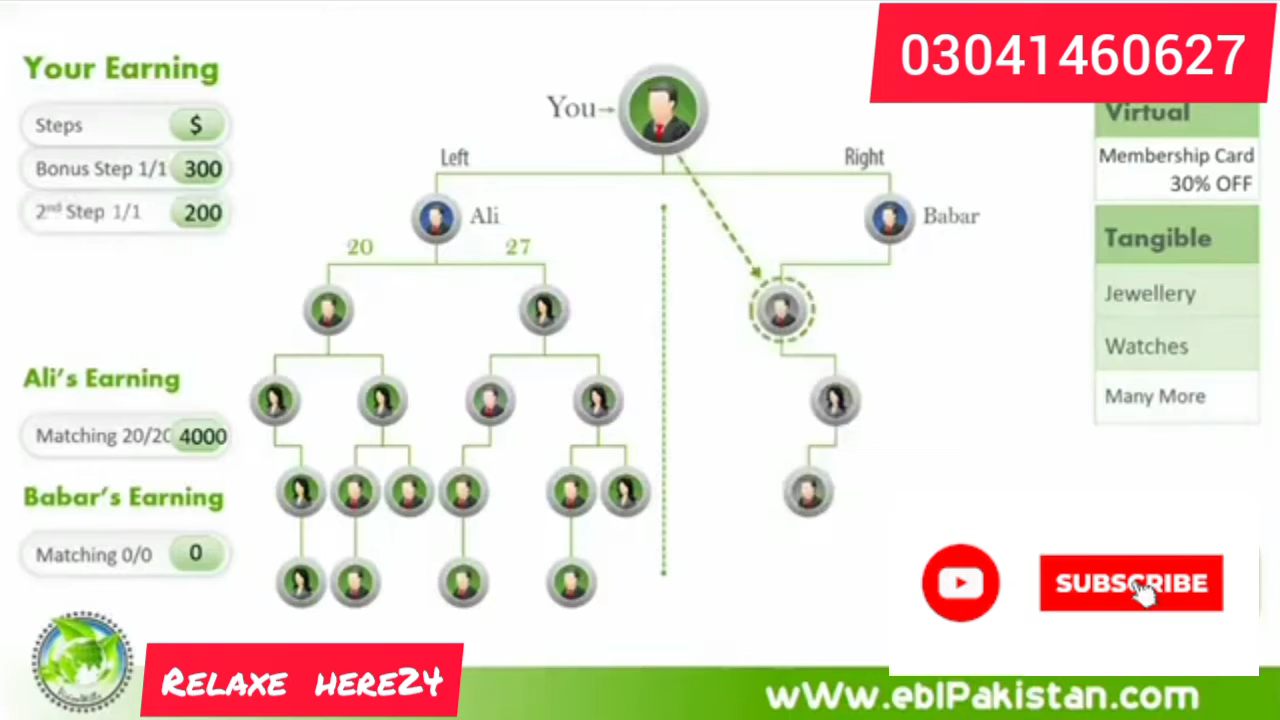 03041460627
Your Earning
Steps $
Bonus Step 1/1 300
2nd Step 1/1 200
You
Left
Right
Ali
Babar
20
27
Virtual
Membership Card
30% OFF
Tangible
Jewellery
Watches
Many More
Ali's Earning
Matching 20/20 4000
Babar's Earning
Matching 0/0 0
SUBSCRIBE
RELAXE HERE24
wWw.eblPakistan.com